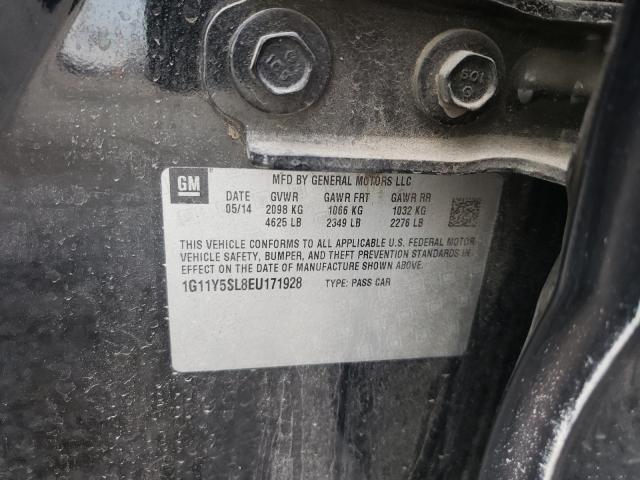 GM
MFD BY GENERAL MOTORS LLC
DATE GVWR GAWR FRT GAWR RR
05/14 2098 KG 1066 KG 1032 KG
4625 LB 2349 LB 2276 LB
THIS VEHICLE CONFORMS TO ALL APPLICABLE U.S. FEDERAL MOTOR
VEHICLE SAFETY, BUMPER, AND THEFT PREVENTION STANDARDS IN
EFFECT ON THE DATE OF MANUFACTURE SHOWN ABOVE.
1G11Y5SL8EU171928 TYPE: PASS CAR